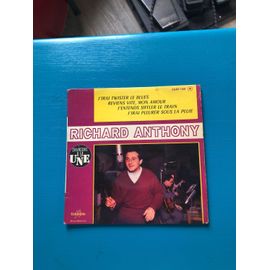 J'IRAI TWISTER LE BLUES
REVIENS VITE, MON AMOUR
J'ENTENDS SIFFLER LE TRAIN
J'IRAI PLEURER SOUS LA PLUIE
RICHARD ANTHONY
UNE